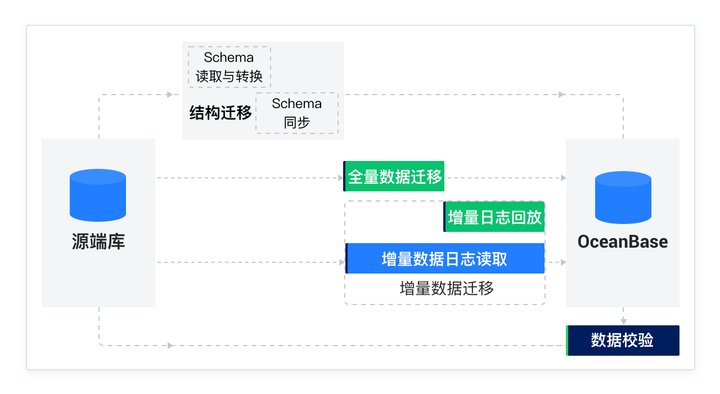 Schema
读取与转换
结构迁移
Schema
同步
全量数据迁移
增量日志回放
源端库
OceanBase
增量数据日志读取
增量数据迁移
数据校验